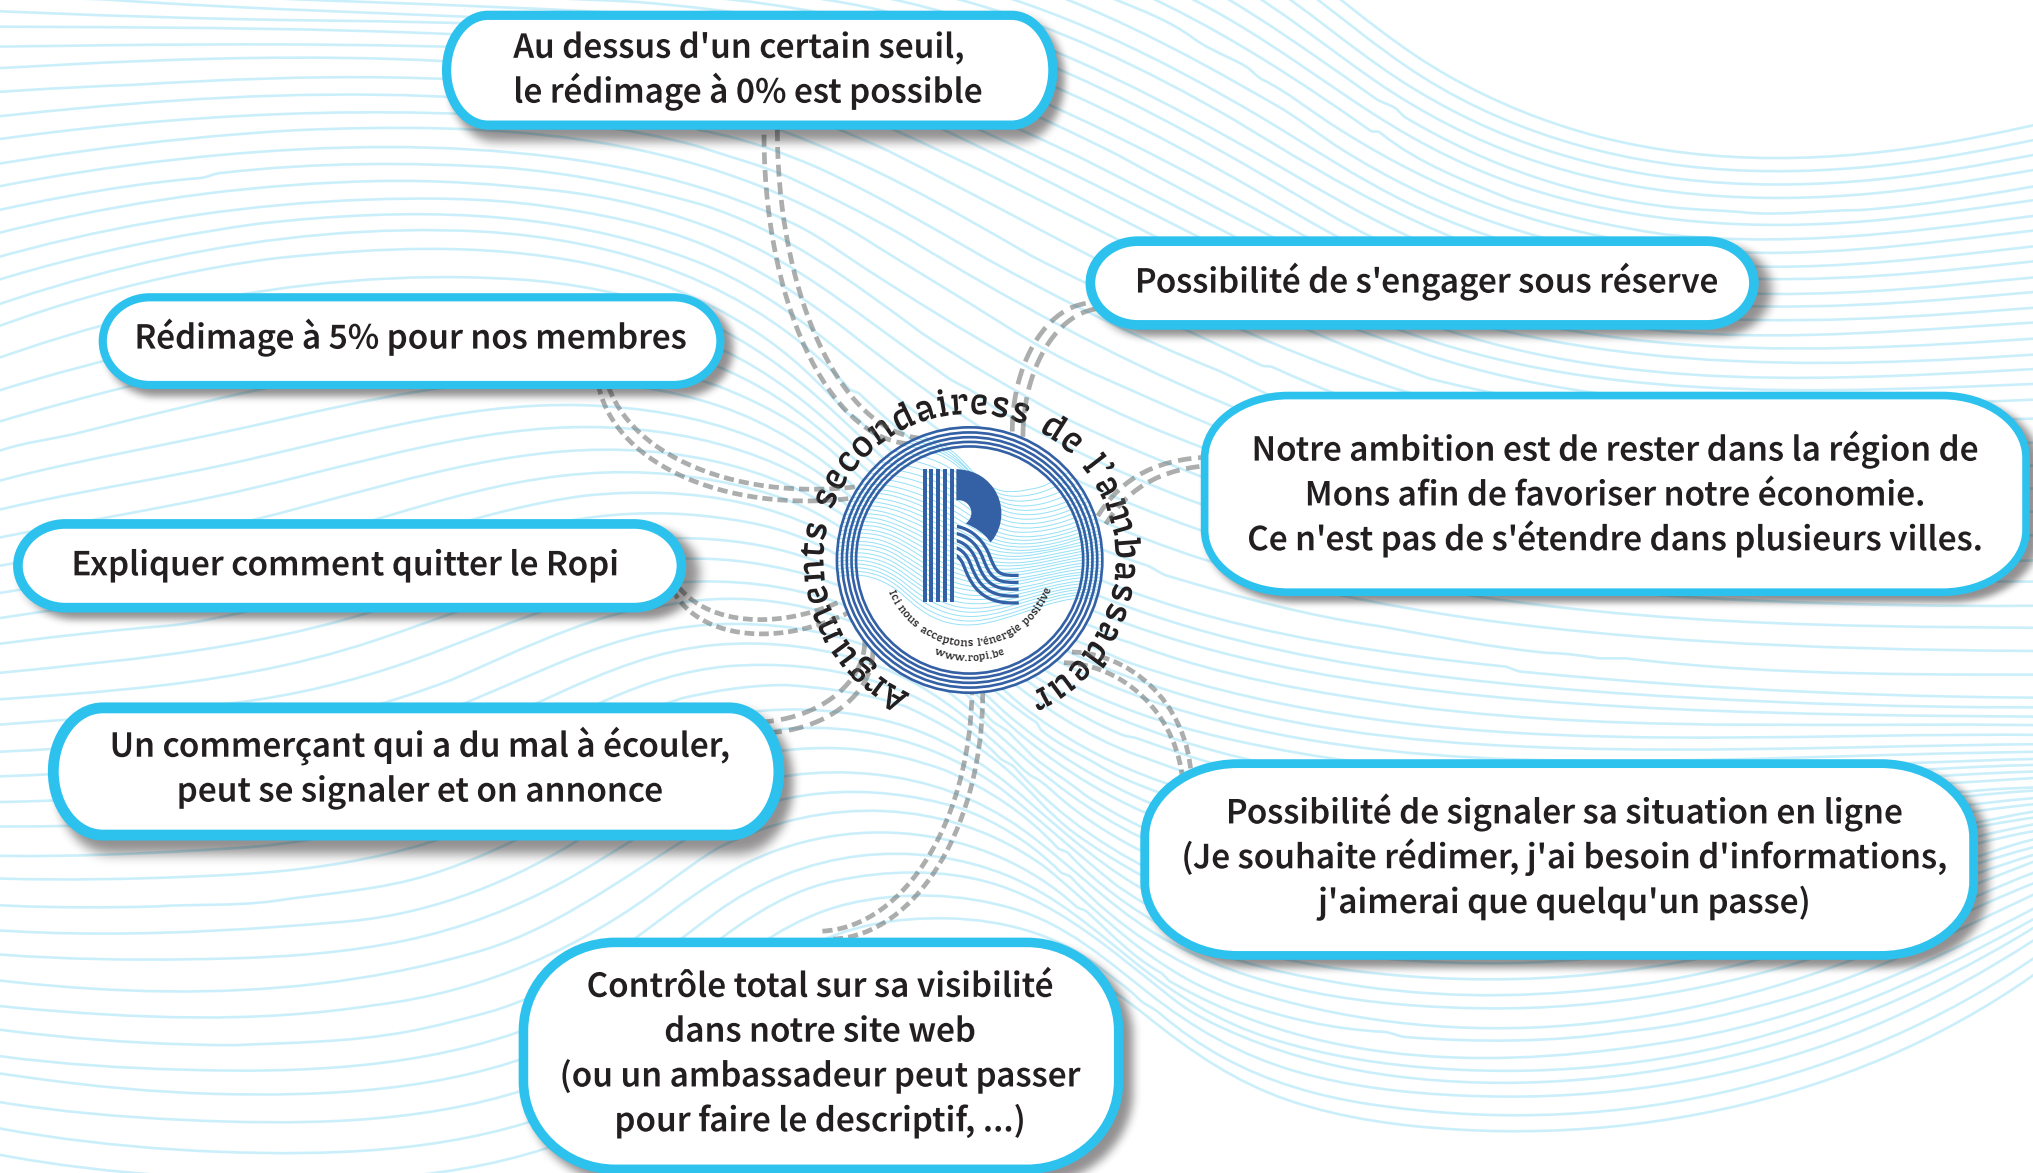 Au dessus d'un certain seuil,
le rédimage à 0% est possible
Possibilité de s'engager sous réserve
Rédimage à 5% pour nos membres
Notre ambition est de rester dans la région de
Mons afin de favoriser notre économie.
Ce n'est pas de s'étendre dans plusieurs villes.
Arguments secondairess de l'ambassadeur
Ici nous acceptons l'énergie positive
www.ropi.be
Expliquer comment quitter le Ropi
Un commerçant qui a du mal à écouler,
peut se signaler et on annonce
Possibilité de signaler sa situation en ligne
(Je souhaite rédimer, j'ai besoin d'informations,
j'aimerai que quelqu'un passe)
Contrôle total sur sa visibilité
dans notre site web
(ou un ambassadeur peut passer
pour faire le descriptif, ...)